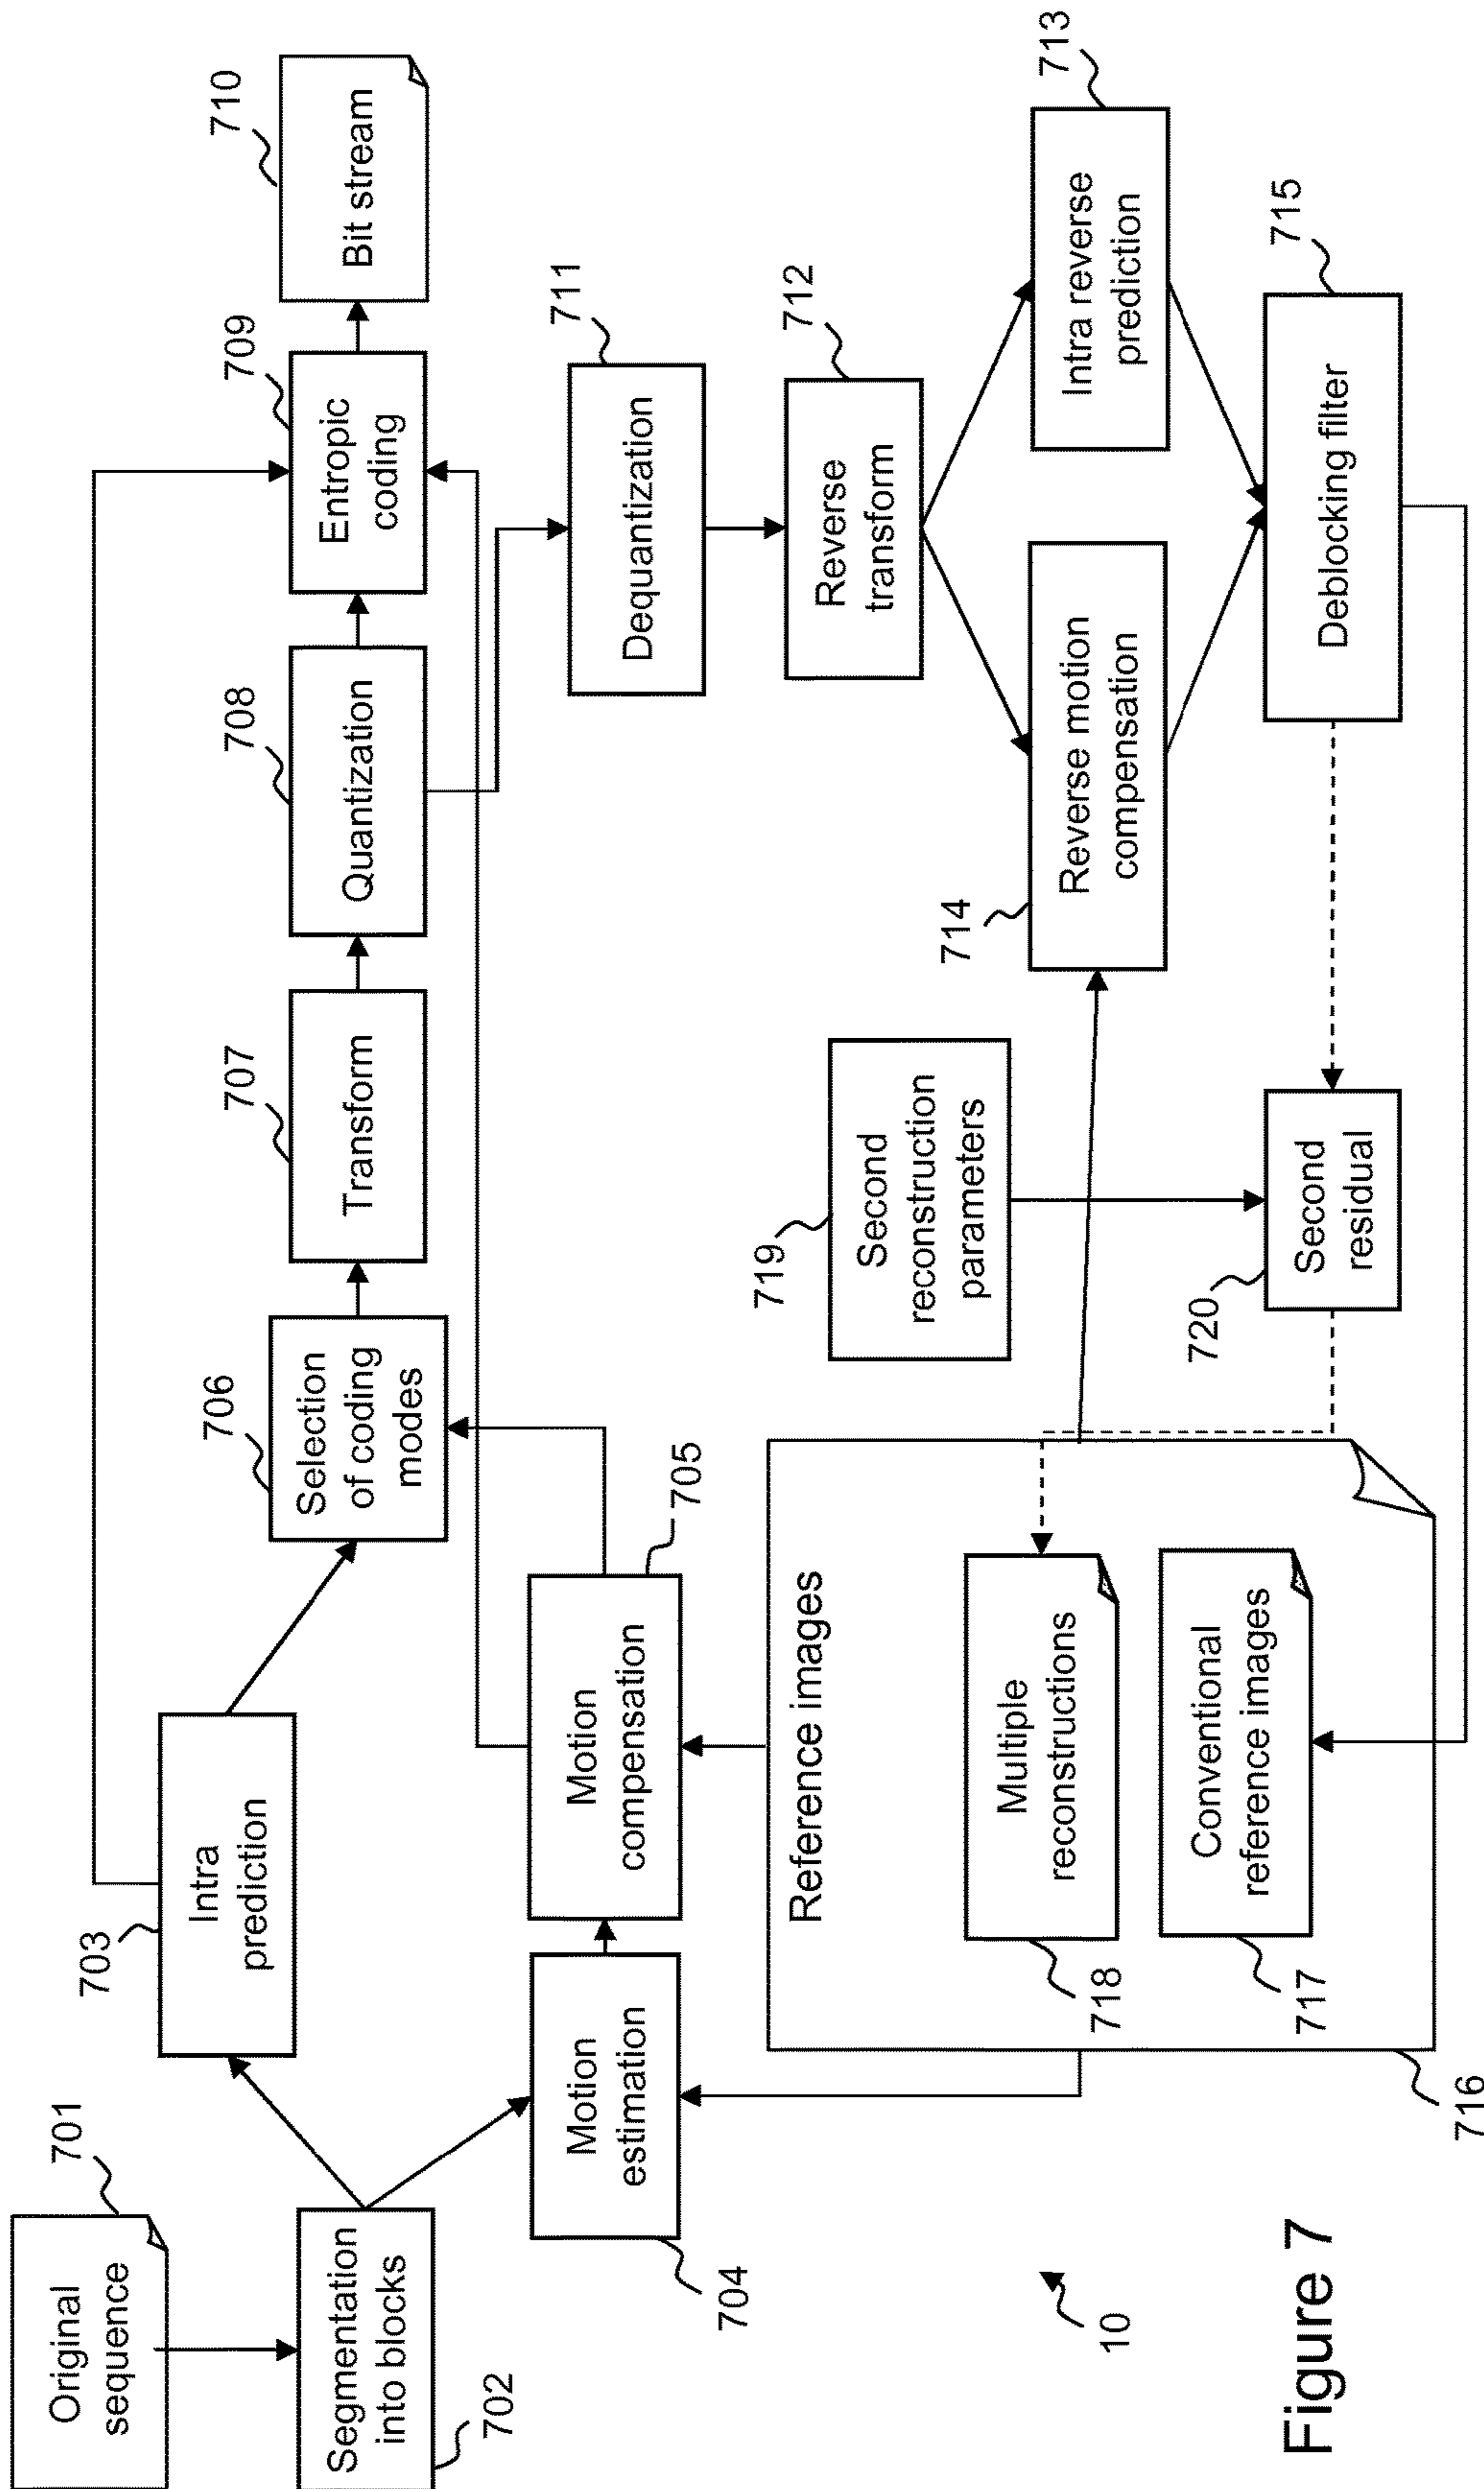 701
Original
sequence
Segmentation
into blocks
702
703
Intra
prediction
Motion
estimation
704
Motion
compensation
705
706
Selection
of coding
modes
707
Transform
708
Quantization
709
Entropic
coding
710
Bit stream
711
Dequantization
712
Reverse
transform
713
Intra reverse
prediction
714
Reverse motion
compensation
715
Deblocking filter
719
Second
reconstruction
parameters
720
Second
residual
Reference images
Multiple
reconstructions
718
Conventional
reference images
717
716
10
Figure 7